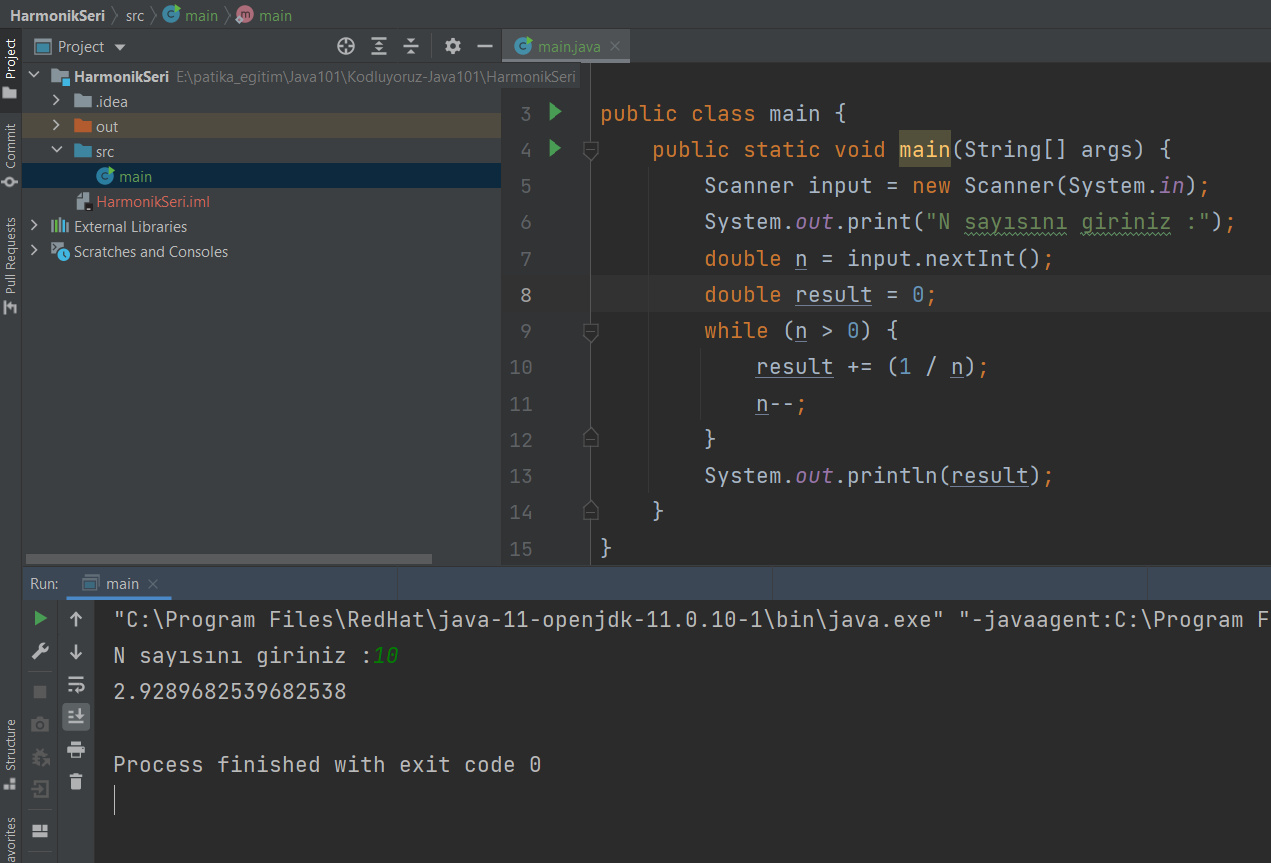 HarmonikSeri src main main
Project
main.java
HarmonikSeri E:\patika_egitim\Java101\Kodluyoruz-Java101\HarmonikSeri
.idea
out
src
main
HarmonikSeri.iml
External Libraries
Scratches and Consoles
Project
Commit
Pull Requests
Structure
avorites
3 public class main {
4 public static void main(String[] args) {
5 Scanner input = new Scanner(System.in);
6 System.out.print("N sayısını giriniz :");
7 double n = input.nextInt();
8 double result = 0;
9 while (n > 0) {
10 result += (1 / n);
11 n--;
12 }
13 System.out.println(result);
14 }
15 }
Run: main
"C:\Program Files\RedHat\java-11-openjdk-11.0.10-1\bin\java.exe" "-javaagent:C:\Program F
N sayısını giriniz :10
2.9289682539682538
Process finished with exit code 0